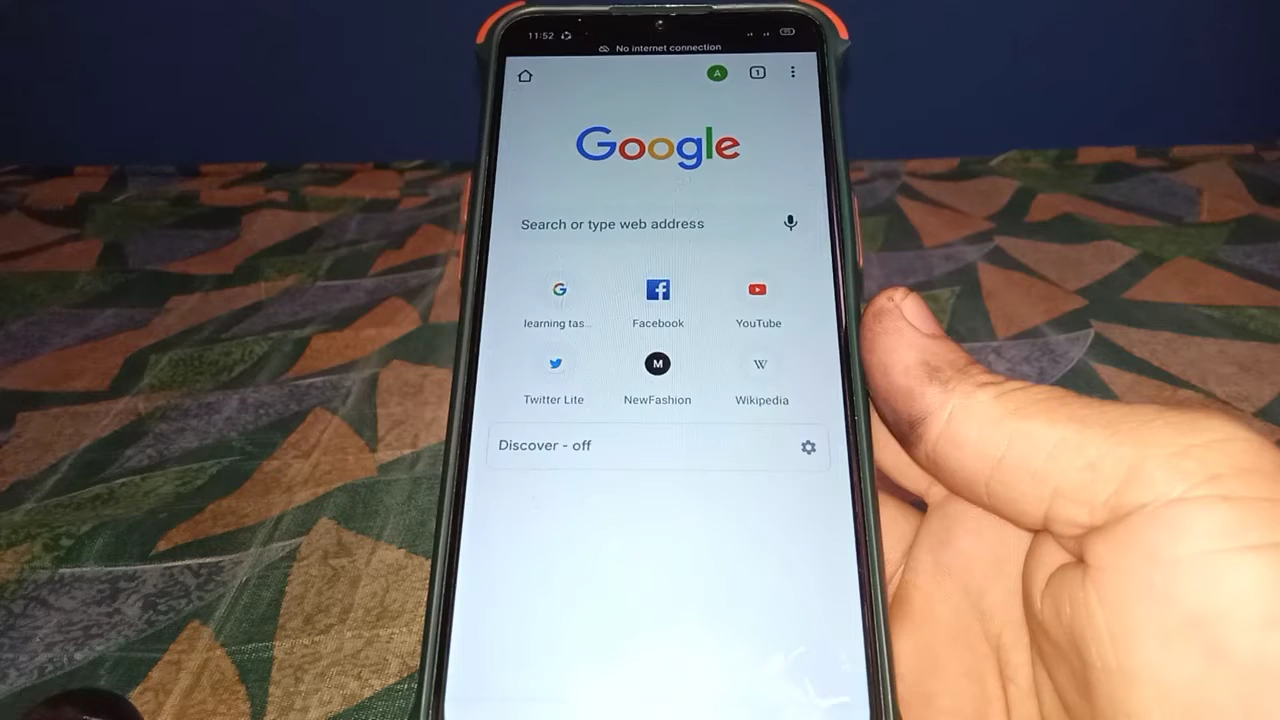 11:52
No internet connection
A
1
Google
Search or type web address
G
learning tas...
Facebook
YouTube
M
W
Twitter Lite
NewFashion
Wikipedia
Discover - off